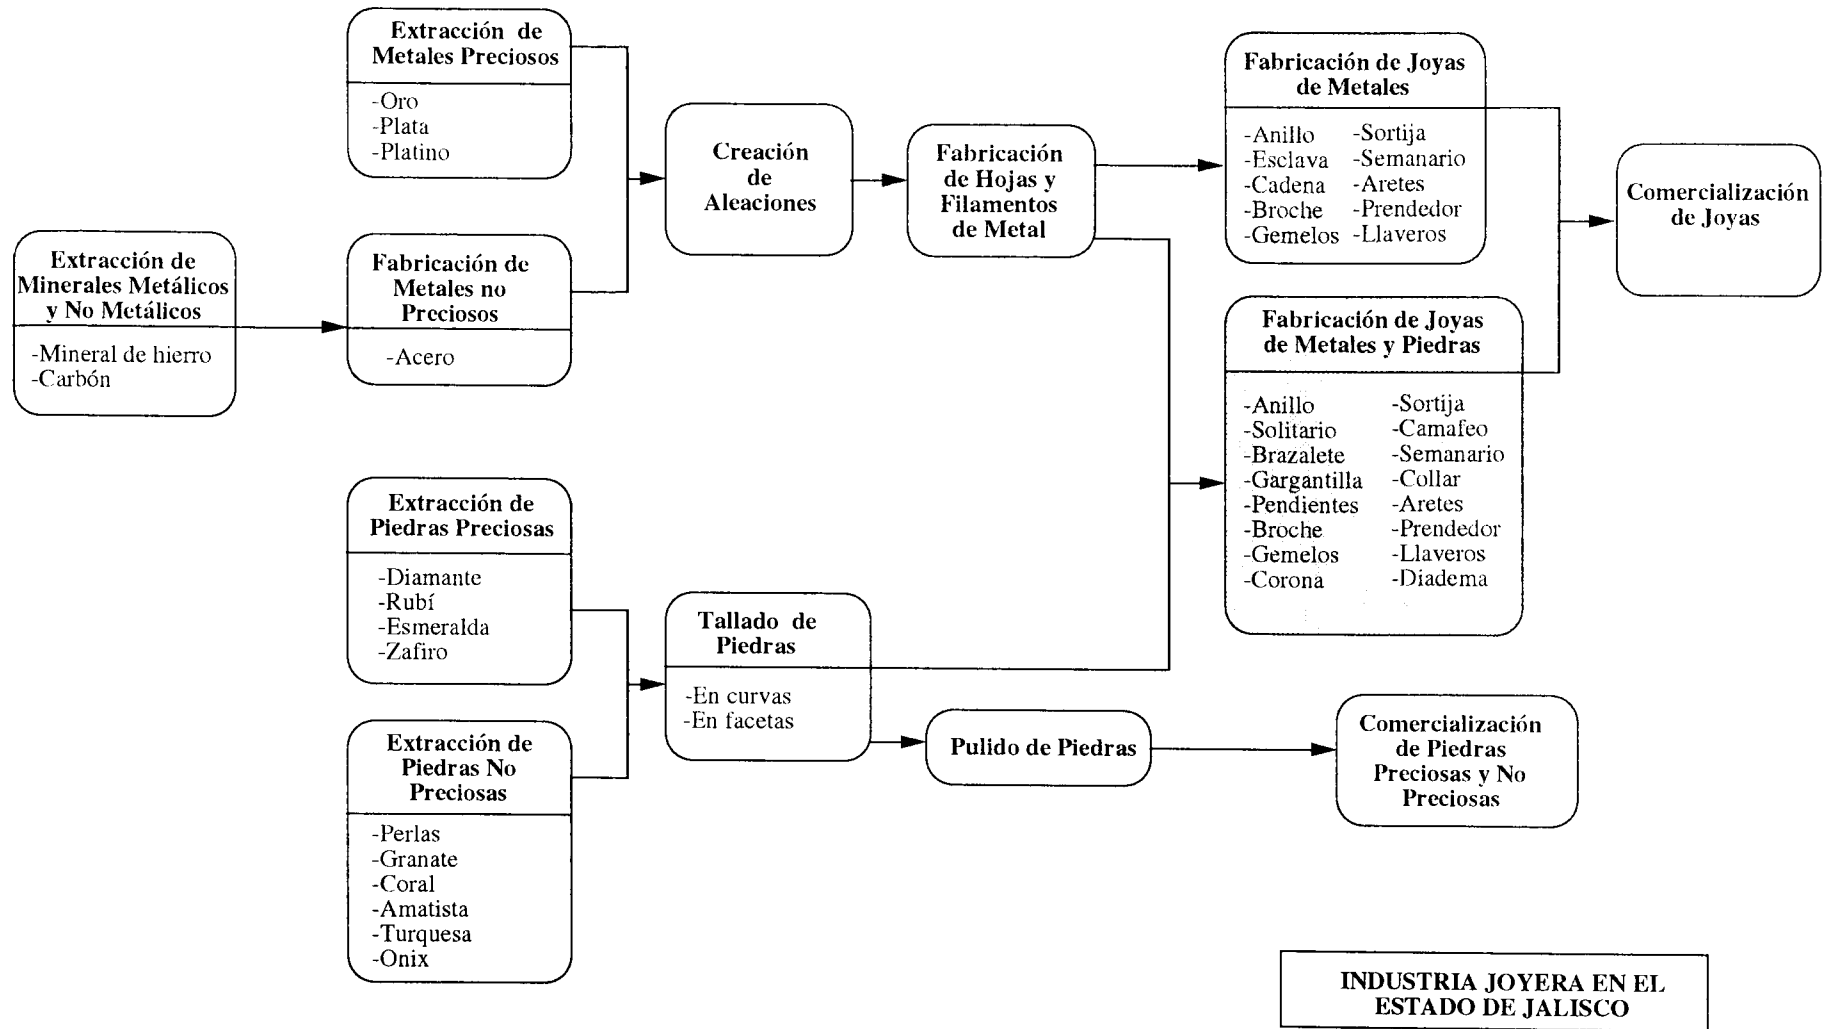 Extracción de
Metales Preciosos
-Oro
-Plata
-Platino
Extracción de
Minerales Metálicos
y No Metálicos
-Mineral de hierro
-Carbón
Fabricación de
Metales no
Preciosos
-Acero
Creación
de
Aleaciones
Fabricación
de Hojas y
Filamentos
de Metal
Fabricación de Joyas
de Metales
-Anillo -Sortija
-Esclava -Semanario
-Cadena -Aretes
-Broche -Prendedor
-Gemelos -Llaveros
Comercialización
de Joyas
Fabricación de Joyas
de Metales y Piedras
-Anillo -Sortija
-Solitario -Camafeo
-Brazalete -Semanario
-Gargantilla -Collar
-Pendientes -Aretes
-Broche -Prendedor
-Gemelos -Llaveros
-Corona -Diadema
Extracción de
Piedras Preciosas
-Diamante
-Rubí
-Esmeralda
-Zafiro
Extracción de
Piedras No
Preciosas
-Perlas
-Granate
-Coral
-Amatista
-Turquesa
-Onix
Tallado de
Piedras
-En curvas
-En facetas
Pulido de Piedras
Comercialización
de Piedras
Preciosas y No
Preciosas
INDUSTRIA JOYERA EN EL
ESTADO DE JALISCO